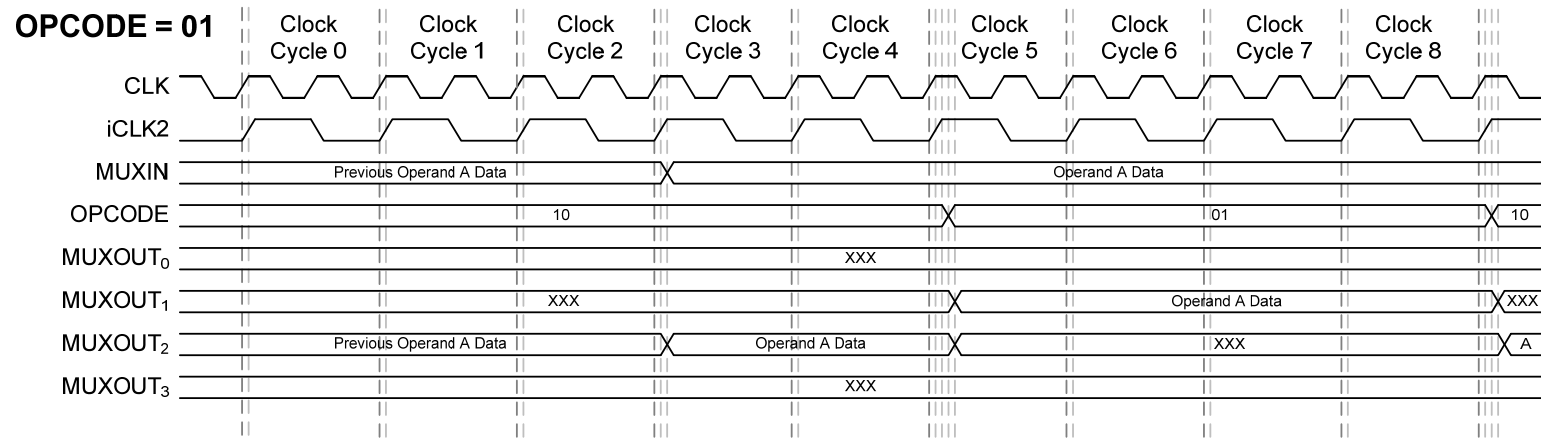 OPCODE = 01
Clock Cycle 0
Clock Cycle 1
Clock Cycle 2
Clock Cycle 3
Clock Cycle 4
Clock Cycle 5
Clock Cycle 6
Clock Cycle 7
Clock Cycle 8
CLK
iCLK2
MUXIN Previous Operand A Data Operand A Data
OPCODE 10 01 10
MUXOUT₀ XXX
MUXOUT₁ XXX Operand A Data XXX
MUXOUT₂ Previous Operand A Data Operand A Data XXX A
MUXOUT₃ XXX